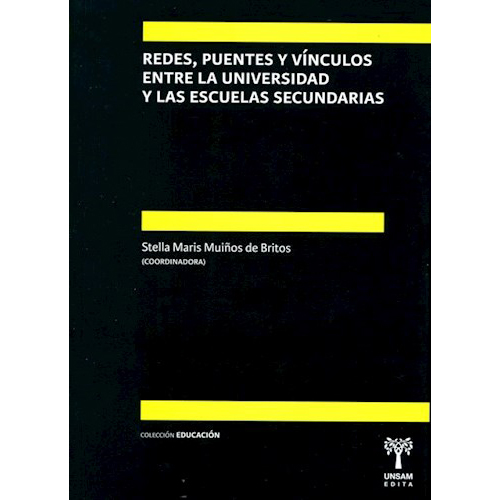 REDES, PUENTES Y VÍNCULOS
ENTRE LA UNIVERSIDAD
Y LAS ESCUELAS SECUNDARIAS
Stella Maris Muiños de Britos
(COORDINADORA)
COLECCIÓN EDUCACIÓN
UNSAM
EDITA